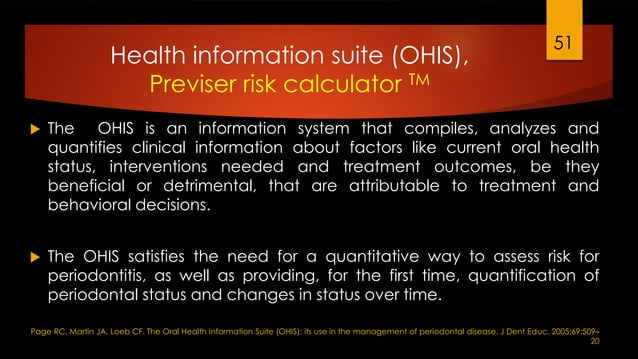 51
Health information suite (OHIS),
Previser risk calculator TM
The OHIS is an information system that compiles, analyzes and
quantifies clinical information about factors like current oral health
status, interventions needed and treatment outcomes, be they
beneficial or detrimental, that are attributable to treatment and
behavioral decisions.
The OHIS satisfies the need for a quantitative way to assess risk for
periodontitis, as well as providing, for the first time, quantification of
periodontal status and changes in status over time.
Page RC, Martin JA, Loeb CF. The Oral Health Information Suite (OHIS): its use in the management of periodontal disease. J Dent Educ. 2005;69:509–
20